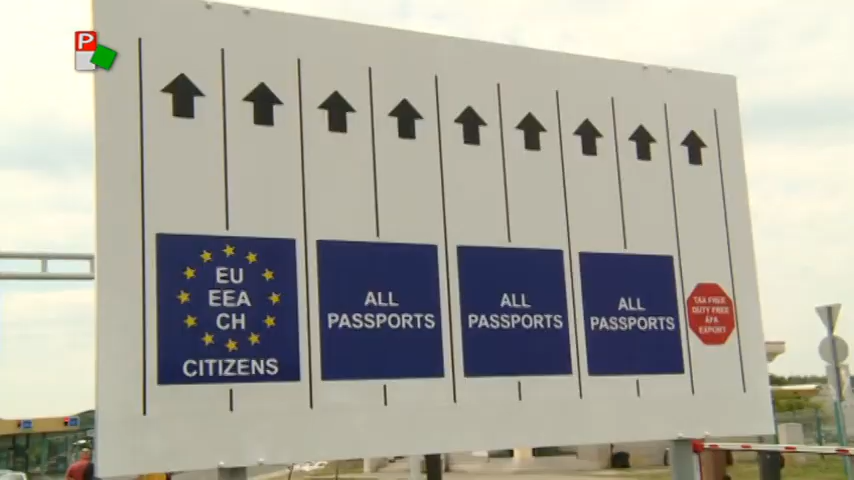 P
EU
EEA
CH
CITIZENS
ALL
PASSPORTS
ALL
PASSPORTS
ALL
PASSPORTS
TAX FREE
DUTY FREE
ÁFA
EXPORT